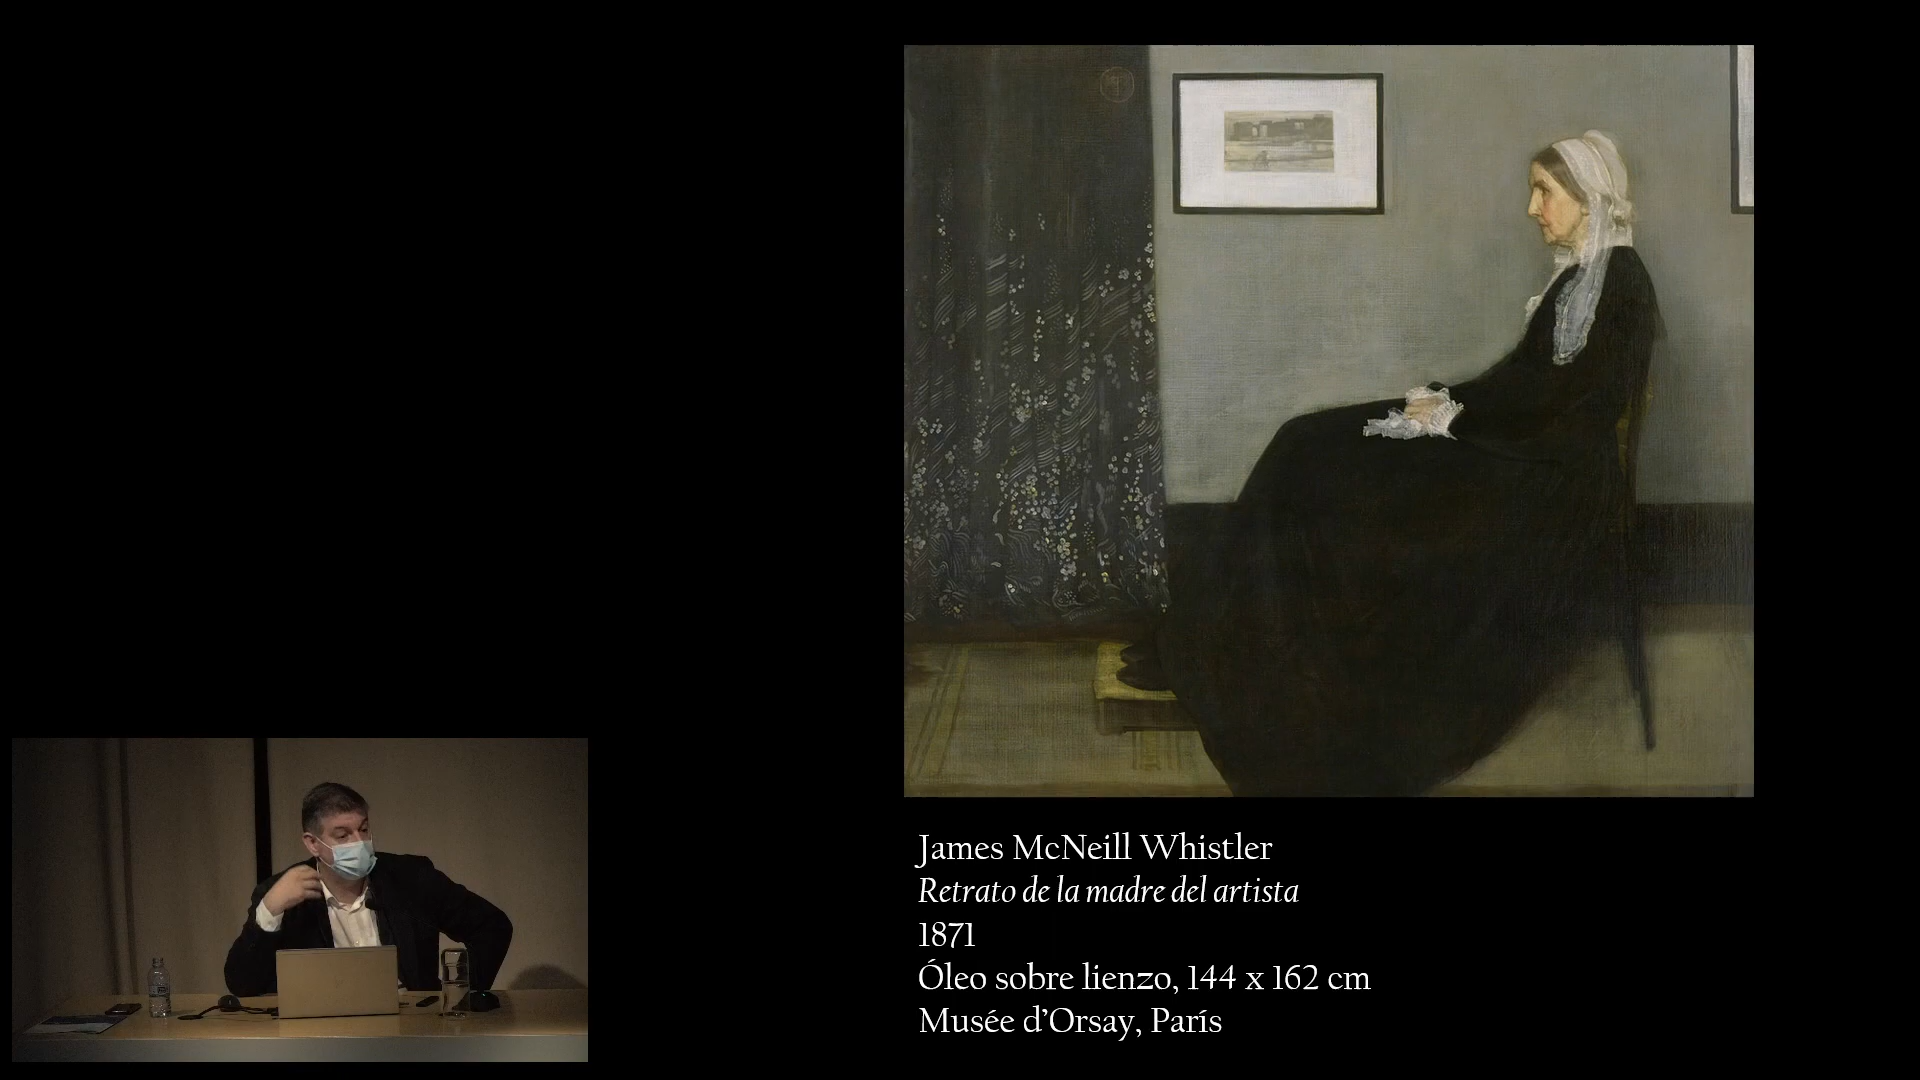 James McNeill Whistler
Retrato de la madre del artista
1871
Óleo sobre lienzo, 144 x 162 cm
Musée d’Orsay, París